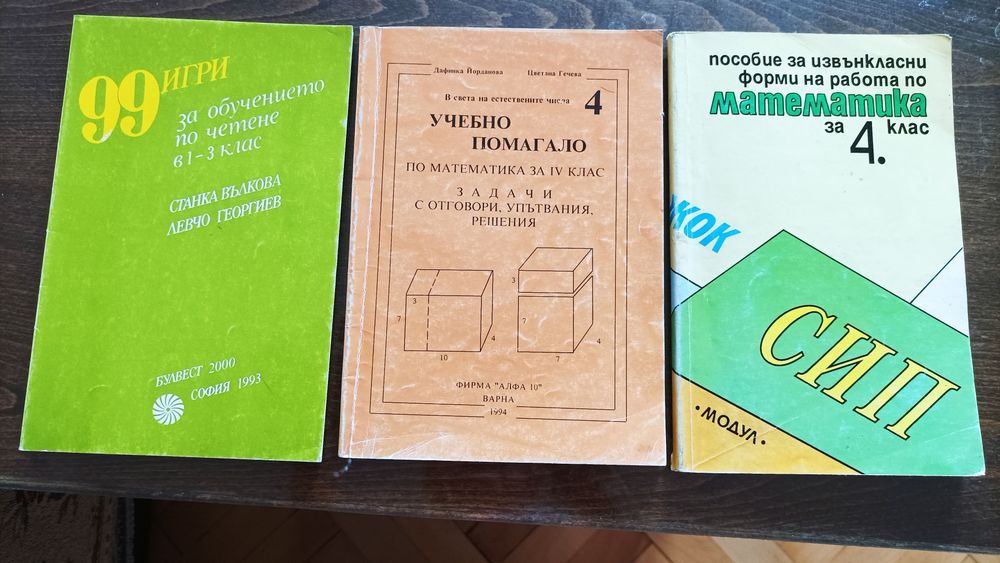 99 ИГРИ
за обучението
по четене
в 1-3 клас
СТАНКА ВЪЛКОВА
ЛЕВЧО ГЕОРГИЕВ
БУЛВЕСТ 2000
СОФИЯ 1993
Дафинка Йорданова Цветана Гечева
В света на естествените числа 4
УЧЕБНО
ПОМАГАЛО
ПО МАТЕМАТИКА ЗА IV КЛАС
ЗАДАЧИ
С ОТГОВОРИ, УПЪТВАНИЯ,
РЕШЕНИЯ
3
7
4
10
3
7
4
7
ФИРМА "АЛФА 10"
ВАРНА
1994
пособие за извънкласни
форми на работа по
математика
за 4. клас
КОК
СИП
• МОДУЛ •